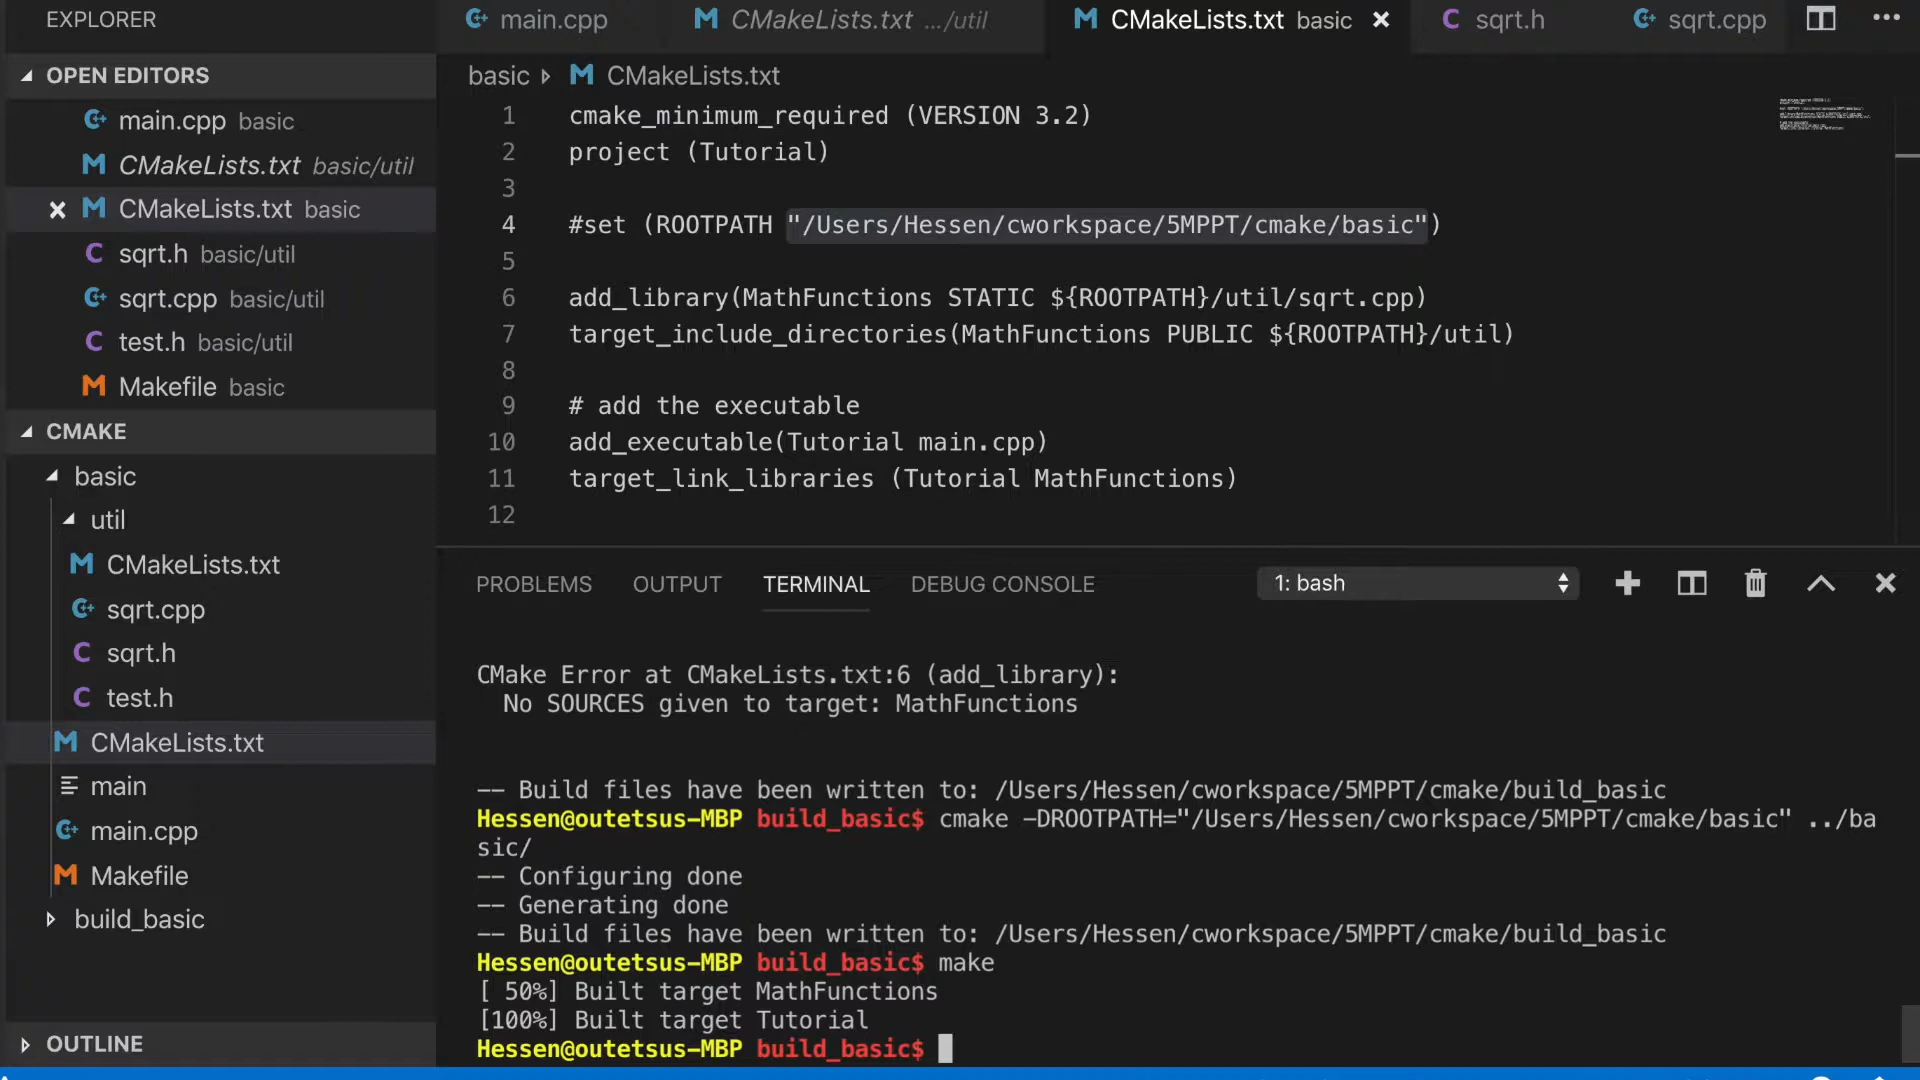 EXPLORER
OPEN EDITORS
main.cpp basic
CMakeLists.txt basic/util
CMakeLists.txt basic
sqrt.h basic/util
sqrt.cpp basic/util
test.h basic/util
Makefile basic
CMAKE
basic
util
CMakeLists.txt
sqrt.cpp
sqrt.h
test.h
CMakeLists.txt
main
main.cpp
Makefile
build_basic
OUTLINE
main.cpp
CMakeLists.txt .../util
CMakeLists.txt basic
sqrt.h
sqrt.cpp
basic CMakeLists.txt
1 cmake_minimum_required (VERSION 3.2)
2 project (Tutorial)
3
4 #set (ROOTPATH "/Users/Hessen/cworkspace/5MPPT/cmake/basic")
5
6 add_library(MathFunctions STATIC ${ROOTPATH}/util/sqrt.cpp)
7 target_include_directories(MathFunctions PUBLIC ${ROOTPATH}/util)
8
9 # add the executable
10 add_executable(Tutorial main.cpp)
11 target_link_libraries (Tutorial MathFunctions)
12
PROBLEMS OUTPUT TERMINAL DEBUG CONSOLE 1: bash
CMake Error at CMakeLists.txt:6 (add_library):
No SOURCES given to target: MathFunctions
-- Build files have been written to: /Users/Hessen/cworkspace/5MPPT/cmake/build_basic
Hessen@outetsus-MBP build_basic$ cmake -DROOTPATH="/Users/Hessen/cworkspace/5MPPT/cmake/basic" ../ba
sic/
-- Configuring done
-- Generating done
-- Build files have been written to: /Users/Hessen/cworkspace/5MPPT/cmake/build_basic
Hessen@outetsus-MBP build_basic$ make
[ 50%] Built target MathFunctions
[100%] Built target Tutorial
Hessen@outetsus-MBP build_basic$